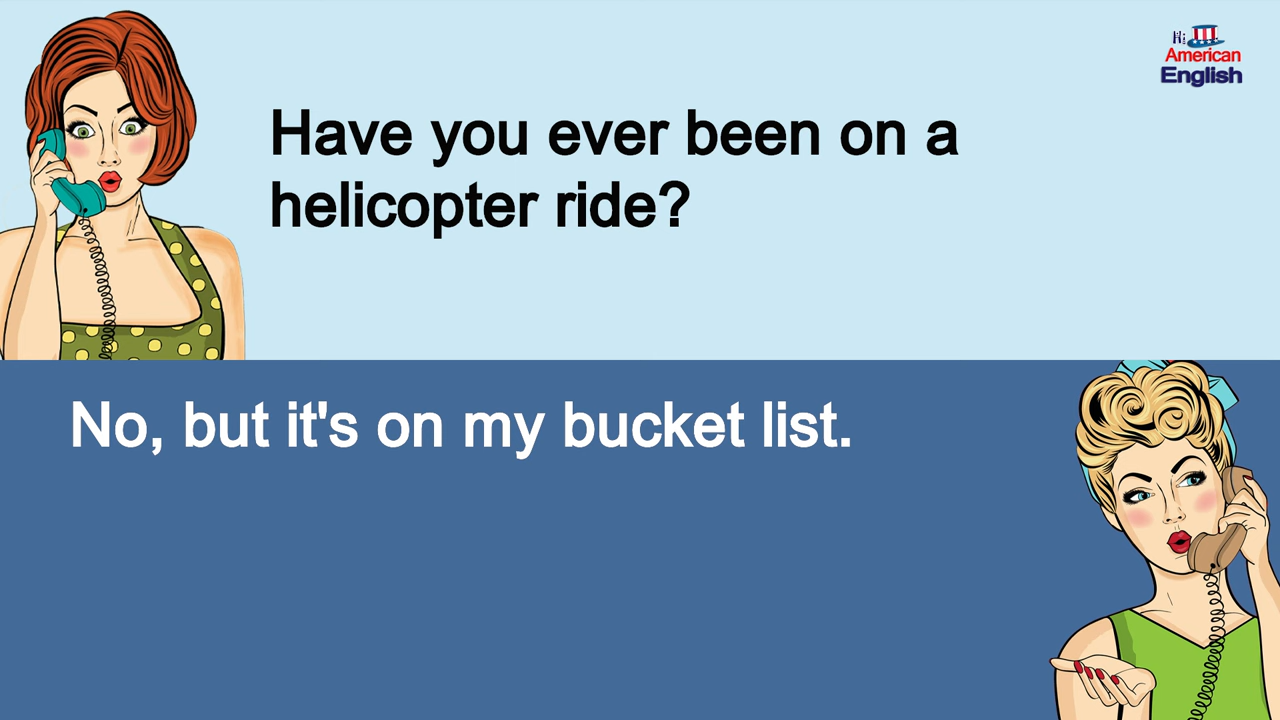 Hi
American
English
Have you ever been on a
helicopter ride?
No, but it's on my bucket list.